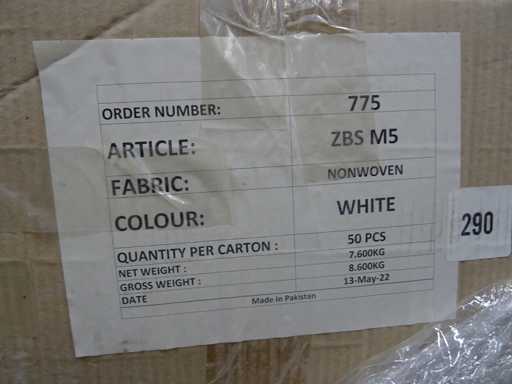 ORDER NUMBER: 775
ARTICLE: ZBS M5
FABRIC: NONWOVEN
COLOUR: WHITE
QUANTITY PER CARTON : 50 PCS
NET WEIGHT : 7.600KG
GROSS WEIGHT : 8.600KG
DATE 13-May-22
Made in Pakistan
290